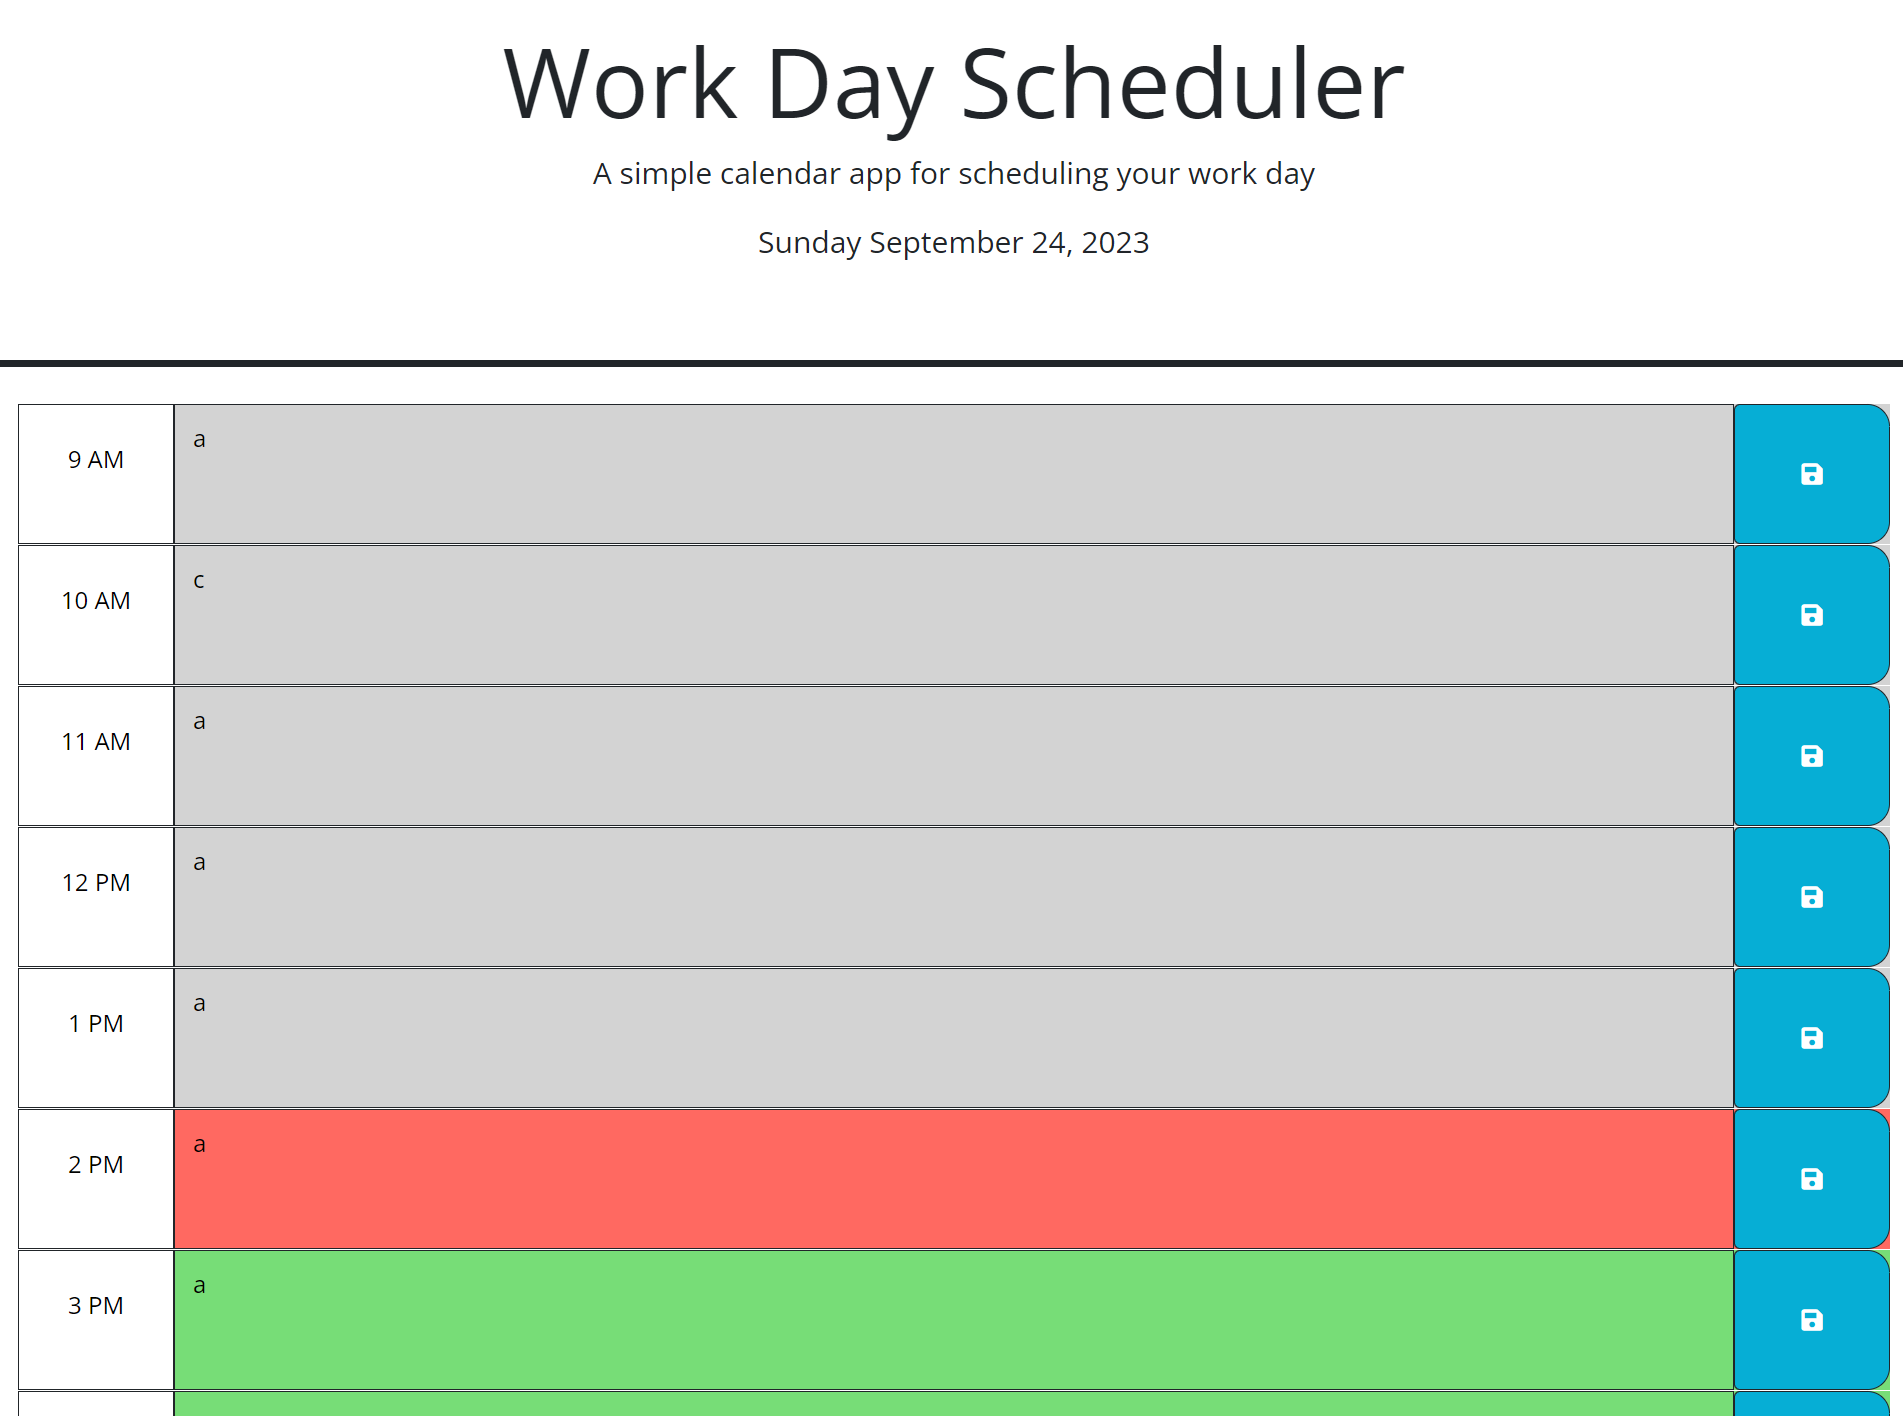 Work Day Scheduler
A simple calendar app for scheduling your work day
Sunday September 24, 2023
9 AM
a
10 AM
c
11 AM
a
12 PM
a
1 PM
a
2 PM
a
3 PM
a